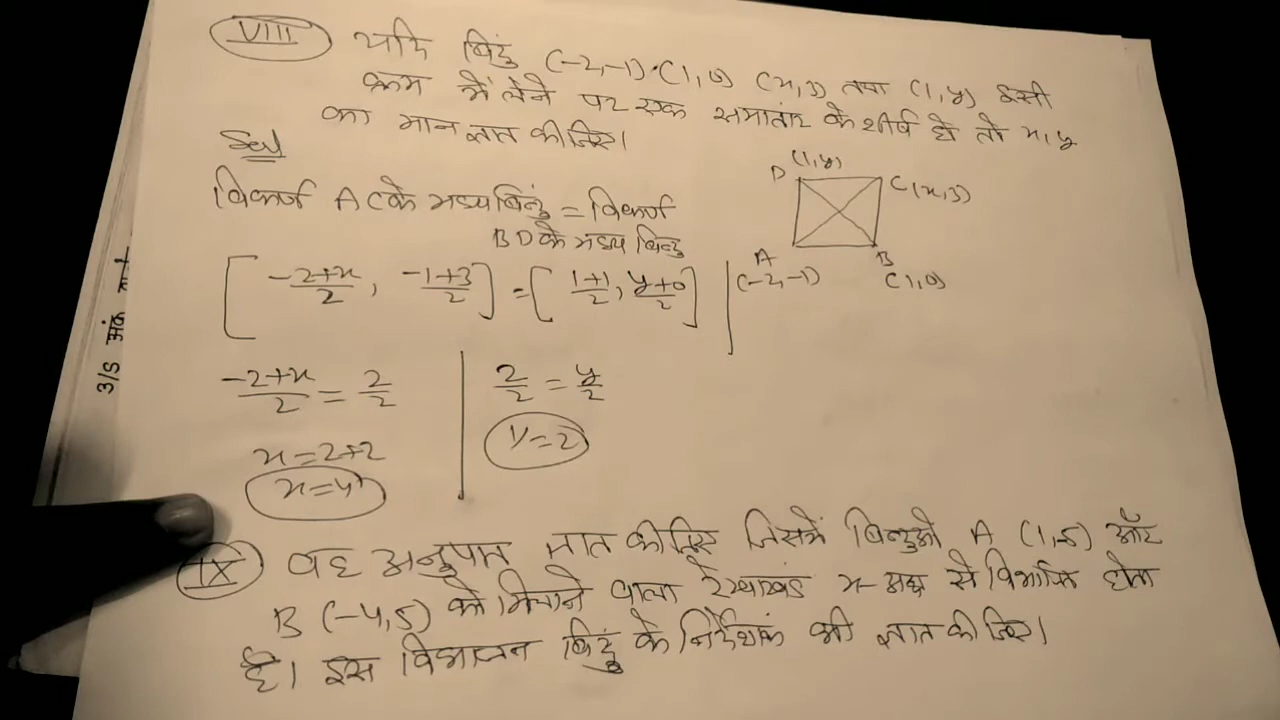 VIII यदि बिंदु (-2,-1), (1,0) (x,3) तथा (1,y) इसी
क्रम में लेने पर एक समांतर के शीर्ष हो तो x,y
का मान ज्ञात कीजिए।
Sol
विकर्ण AC के मध्य बिंदु = विकर्ण
BD के मध्य बिन्दु
D (1,y)
C(x,3)
A
(-2,-1)
B
(1,0)
[ -2+x/2 , -1+3/2 ] = [ 1+1/2 , y+0/2 ]
-2+x/2 = 2/2
x=2+2
x=4
2/2 = y/2
y=2
3/5 अंक
IX वह अनुपात ज्ञात कीजिए जिसमें बिन्दुओ A (1,5) और
B (-4,5) को मिलाने वाला रेखाखंड x-अक्ष से विभाजित होता
है। इस विभाजन बिंदु के निर्देशांक भी ज्ञात कीजिए।